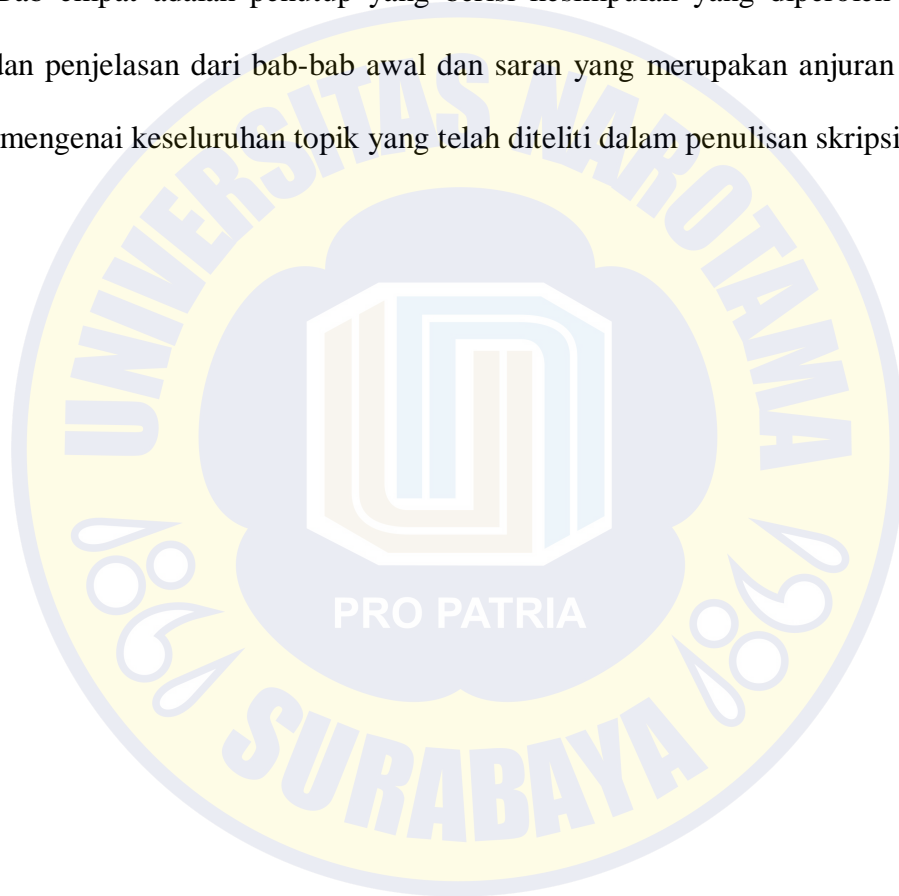 Bab empat adalah penutup yang berisi kesimpulan yang diperoleh
dan penjelasan dari bab-bab awal dan saran yang merupakan anjuran
mengenai keseluruhan topik yang telah diteliti dalam penulisan skripsi
UNIVERSITAS NAROTAMA
PRO PATRIA
SURABAYA